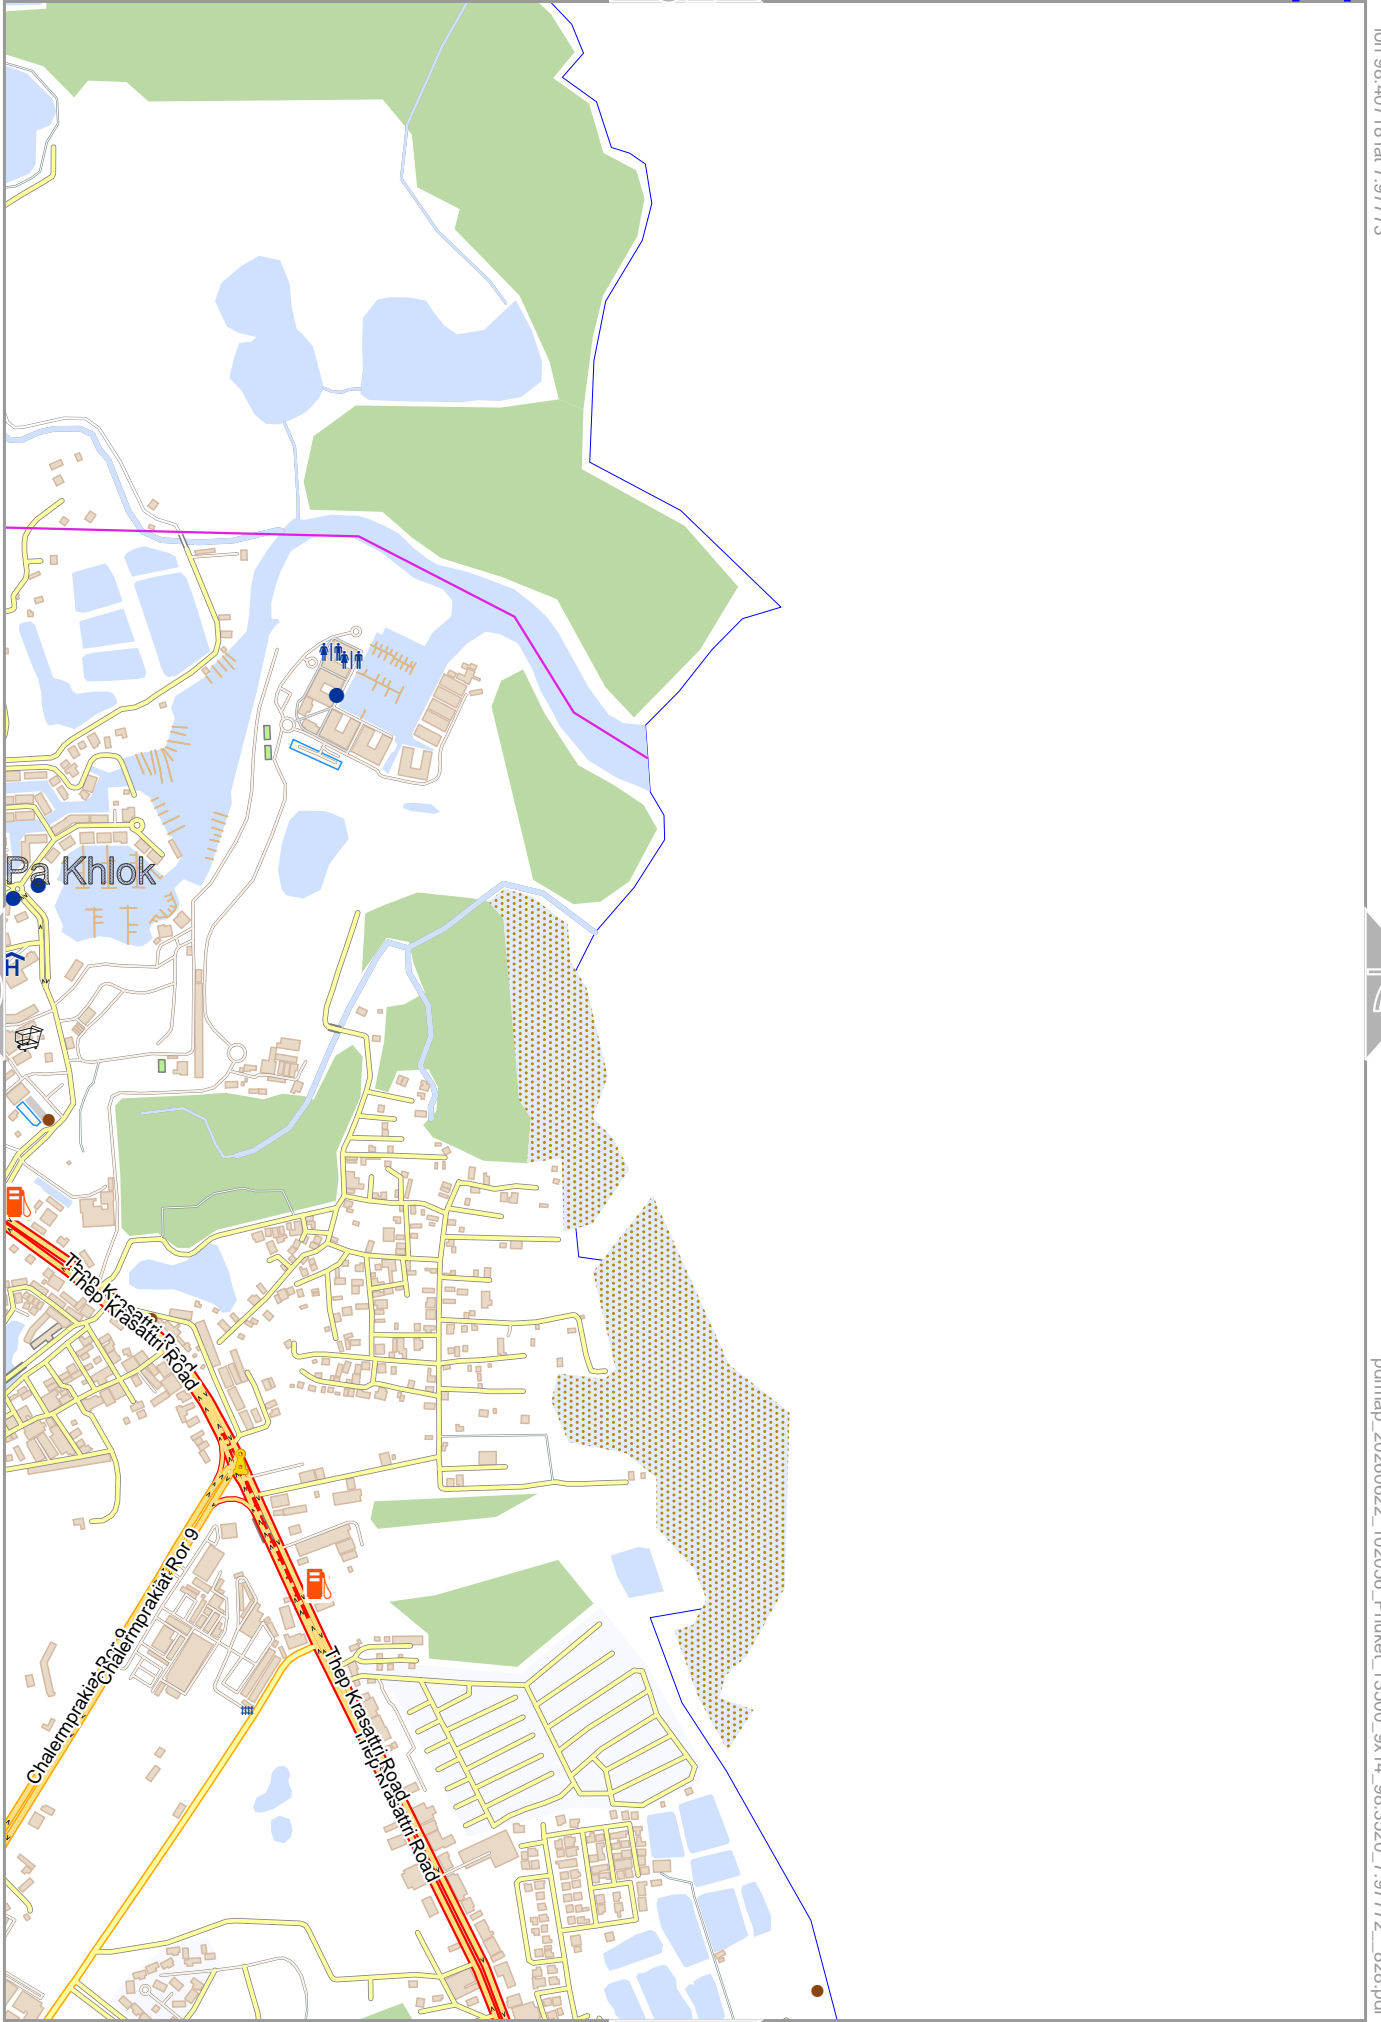 Pa Khlok
H
Thep Krasattri Road
Thep Krasattri Road
Chalermprakiat Ror 9
Chalermprakiat Ror 9
Thep Krasattri Road
Thep Krasattri Road